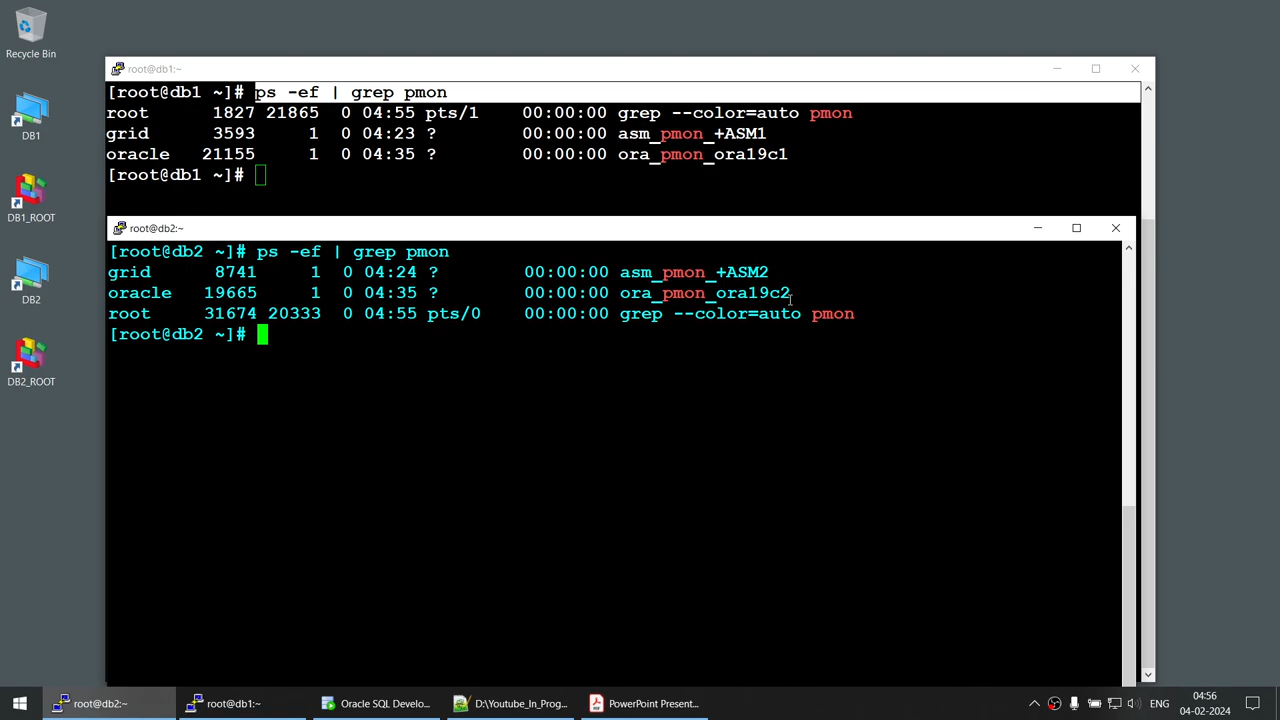 Recycle Bin
DB1
DB1_ROOT
DB2
DB2_ROOT
root@db1:~
[root@db1 ~]# ps -ef | grep pmon
root 1827 21865 0 04:55 pts/1 00:00:00 grep --color=auto pmon
grid 3593 1 0 04:23 ? 00:00:00 asm_pmon_+ASM1
oracle 21155 1 0 04:35 ? 00:00:00 ora_pmon_ora19c1
[root@db1 ~]#
root@db2:~
[root@db2 ~]# ps -ef | grep pmon
grid 8741 1 0 04:24 ? 00:00:00 asm_pmon_+ASM2
oracle 19665 1 0 04:35 ? 00:00:00 ora_pmon_ora19c2
root 31674 20333 0 04:55 pts/0 00:00:00 grep --color=auto pmon
[root@db2 ~]#
root@db2:~
root@db1:~
Oracle SQL Develo...
D:\Youtube_In_Prog...
PowerPoint Present...
ENG
04:56
04-02-2024